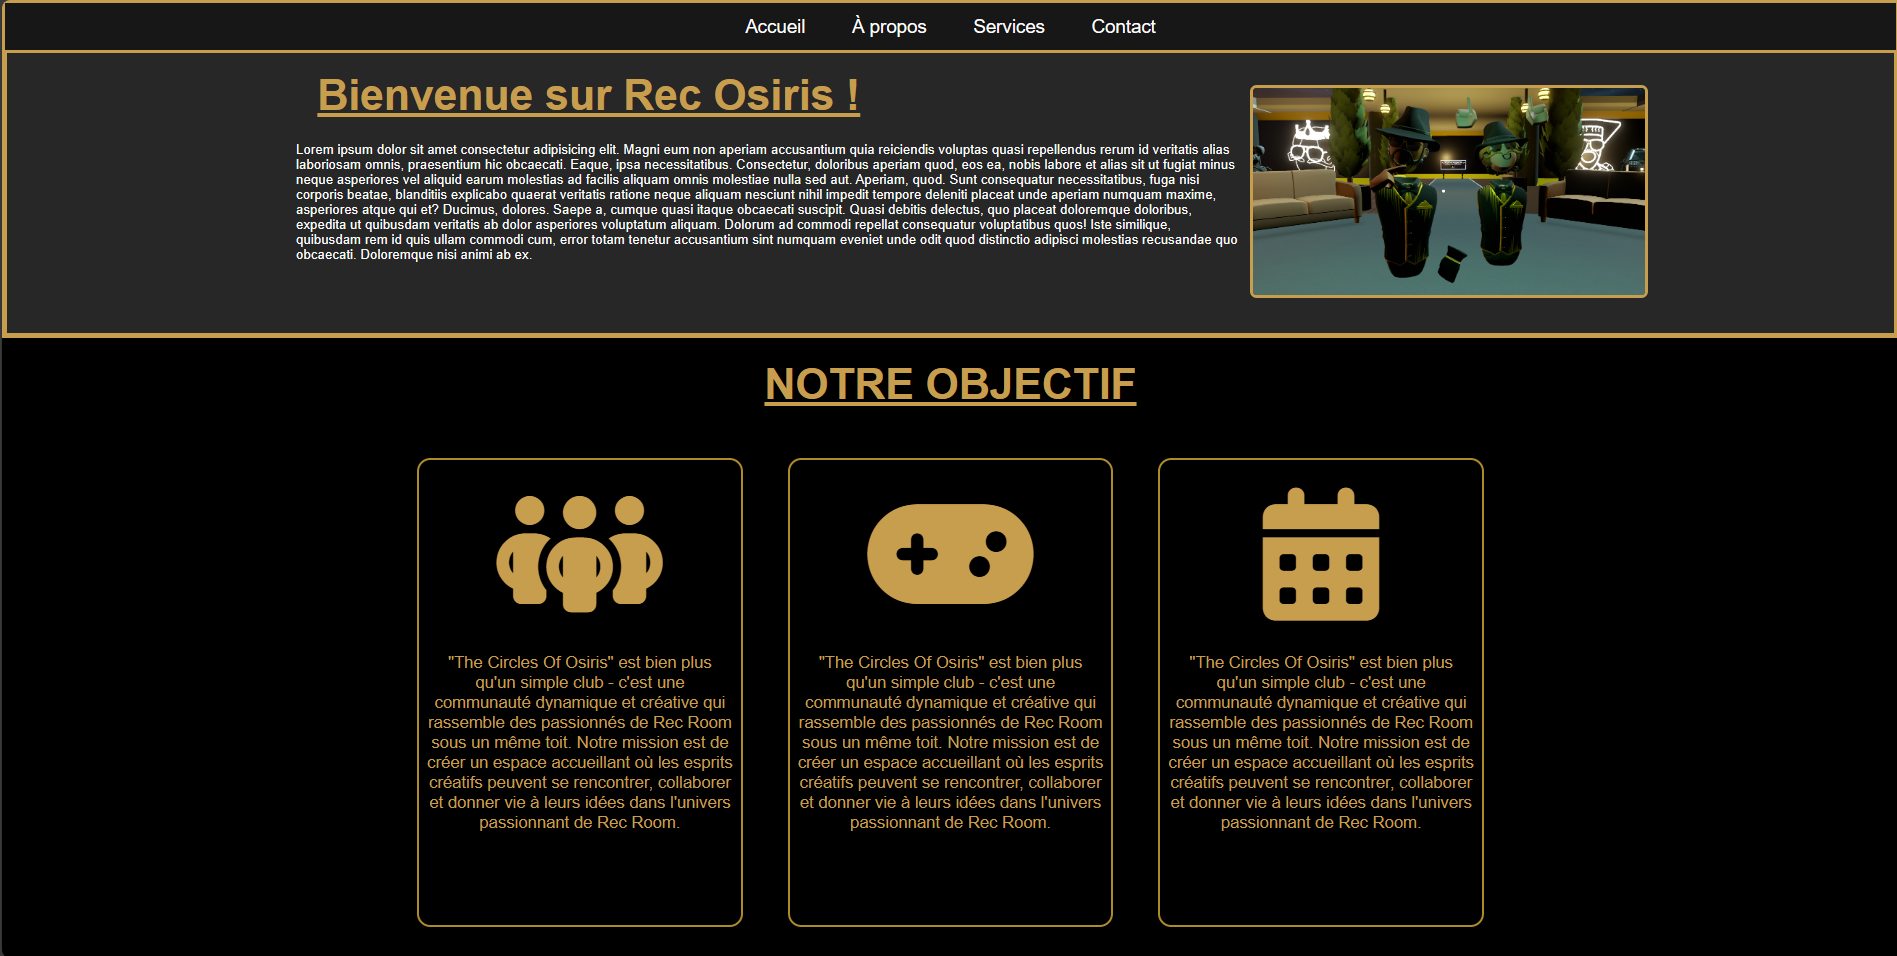 Accueil À propos Services Contact
Bienvenue sur Rec Osiris !
Lorem ipsum dolor sit amet consectetur adipisicing elit. Magni eum non aperiam accusantium quia reiciendis voluptas quasi repellendus rerum id veritatis alias
laboriosam omnis, praesentium hic obcaecati. Eaque, ipsa necessitatibus. Consectetur, doloribus aperiam quod, eos ea, nobis labore et alias sit ut fugiat minus
neque asperiores vel aliquid earum molestias ad facilis aliquam omnis molestiae nulla sed aut. Aperiam, quod. Sunt consequatur necessitatibus, fuga nisi
corporis beatae, blanditiis explicabo quaerat veritatis ratione neque aliquam nesciunt nihil impedit tempore deleniti placeat unde aperiam numquam maxime,
asperiores atque qui et? Ducimus, dolores. Saepe a, cumque quasi itaque obcaecati suscipit. Quasi debitis delectus, quo placeat doloremque doloribus,
expedita ut quibusdam veritatis ab dolor asperiores voluptatum aliquam. Dolorum ad commodi repellat consequatur voluptatibus quos! Iste similique,
quibusdam rem id quis ullam commodi cum, error totam tenetur accusantium sint numquam eveniet unde odit quod distinctio adipisci molestias recusandae quo
obcaecati. Doloremque nisi animi ab ex.
NOTRE OBJECTIF
"The Circles Of Osiris" est bien plus
qu'un simple club - c'est une
communauté dynamique et créative qui
rassemble des passionnés de Rec Room
sous un même toit. Notre mission est de
créer un espace accueillant où les esprits
créatifs peuvent se rencontrer, collaborer
et donner vie à leurs idées dans l'univers
passionnant de Rec Room.
"The Circles Of Osiris" est bien plus
qu'un simple club - c'est une
communauté dynamique et créative qui
rassemble des passionnés de Rec Room
sous un même toit. Notre mission est de
créer un espace accueillant où les esprits
créatifs peuvent se rencontrer, collaborer
et donner vie à leurs idées dans l'univers
passionnant de Rec Room.
"The Circles Of Osiris" est bien plus
qu'un simple club - c'est une
communauté dynamique et créative qui
rassemble des passionnés de Rec Room
sous un même toit. Notre mission est de
créer un espace accueillant où les esprits
créatifs peuvent se rencontrer, collaborer
et donner vie à leurs idées dans l'univers
passionnant de Rec Room.